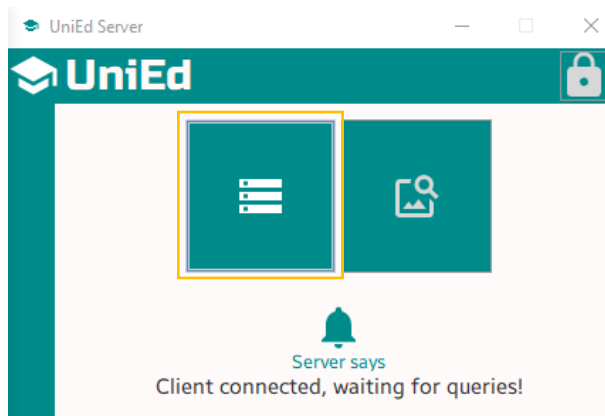 UniEd Server
UniEd
Server says
Client connected, waiting for queries!